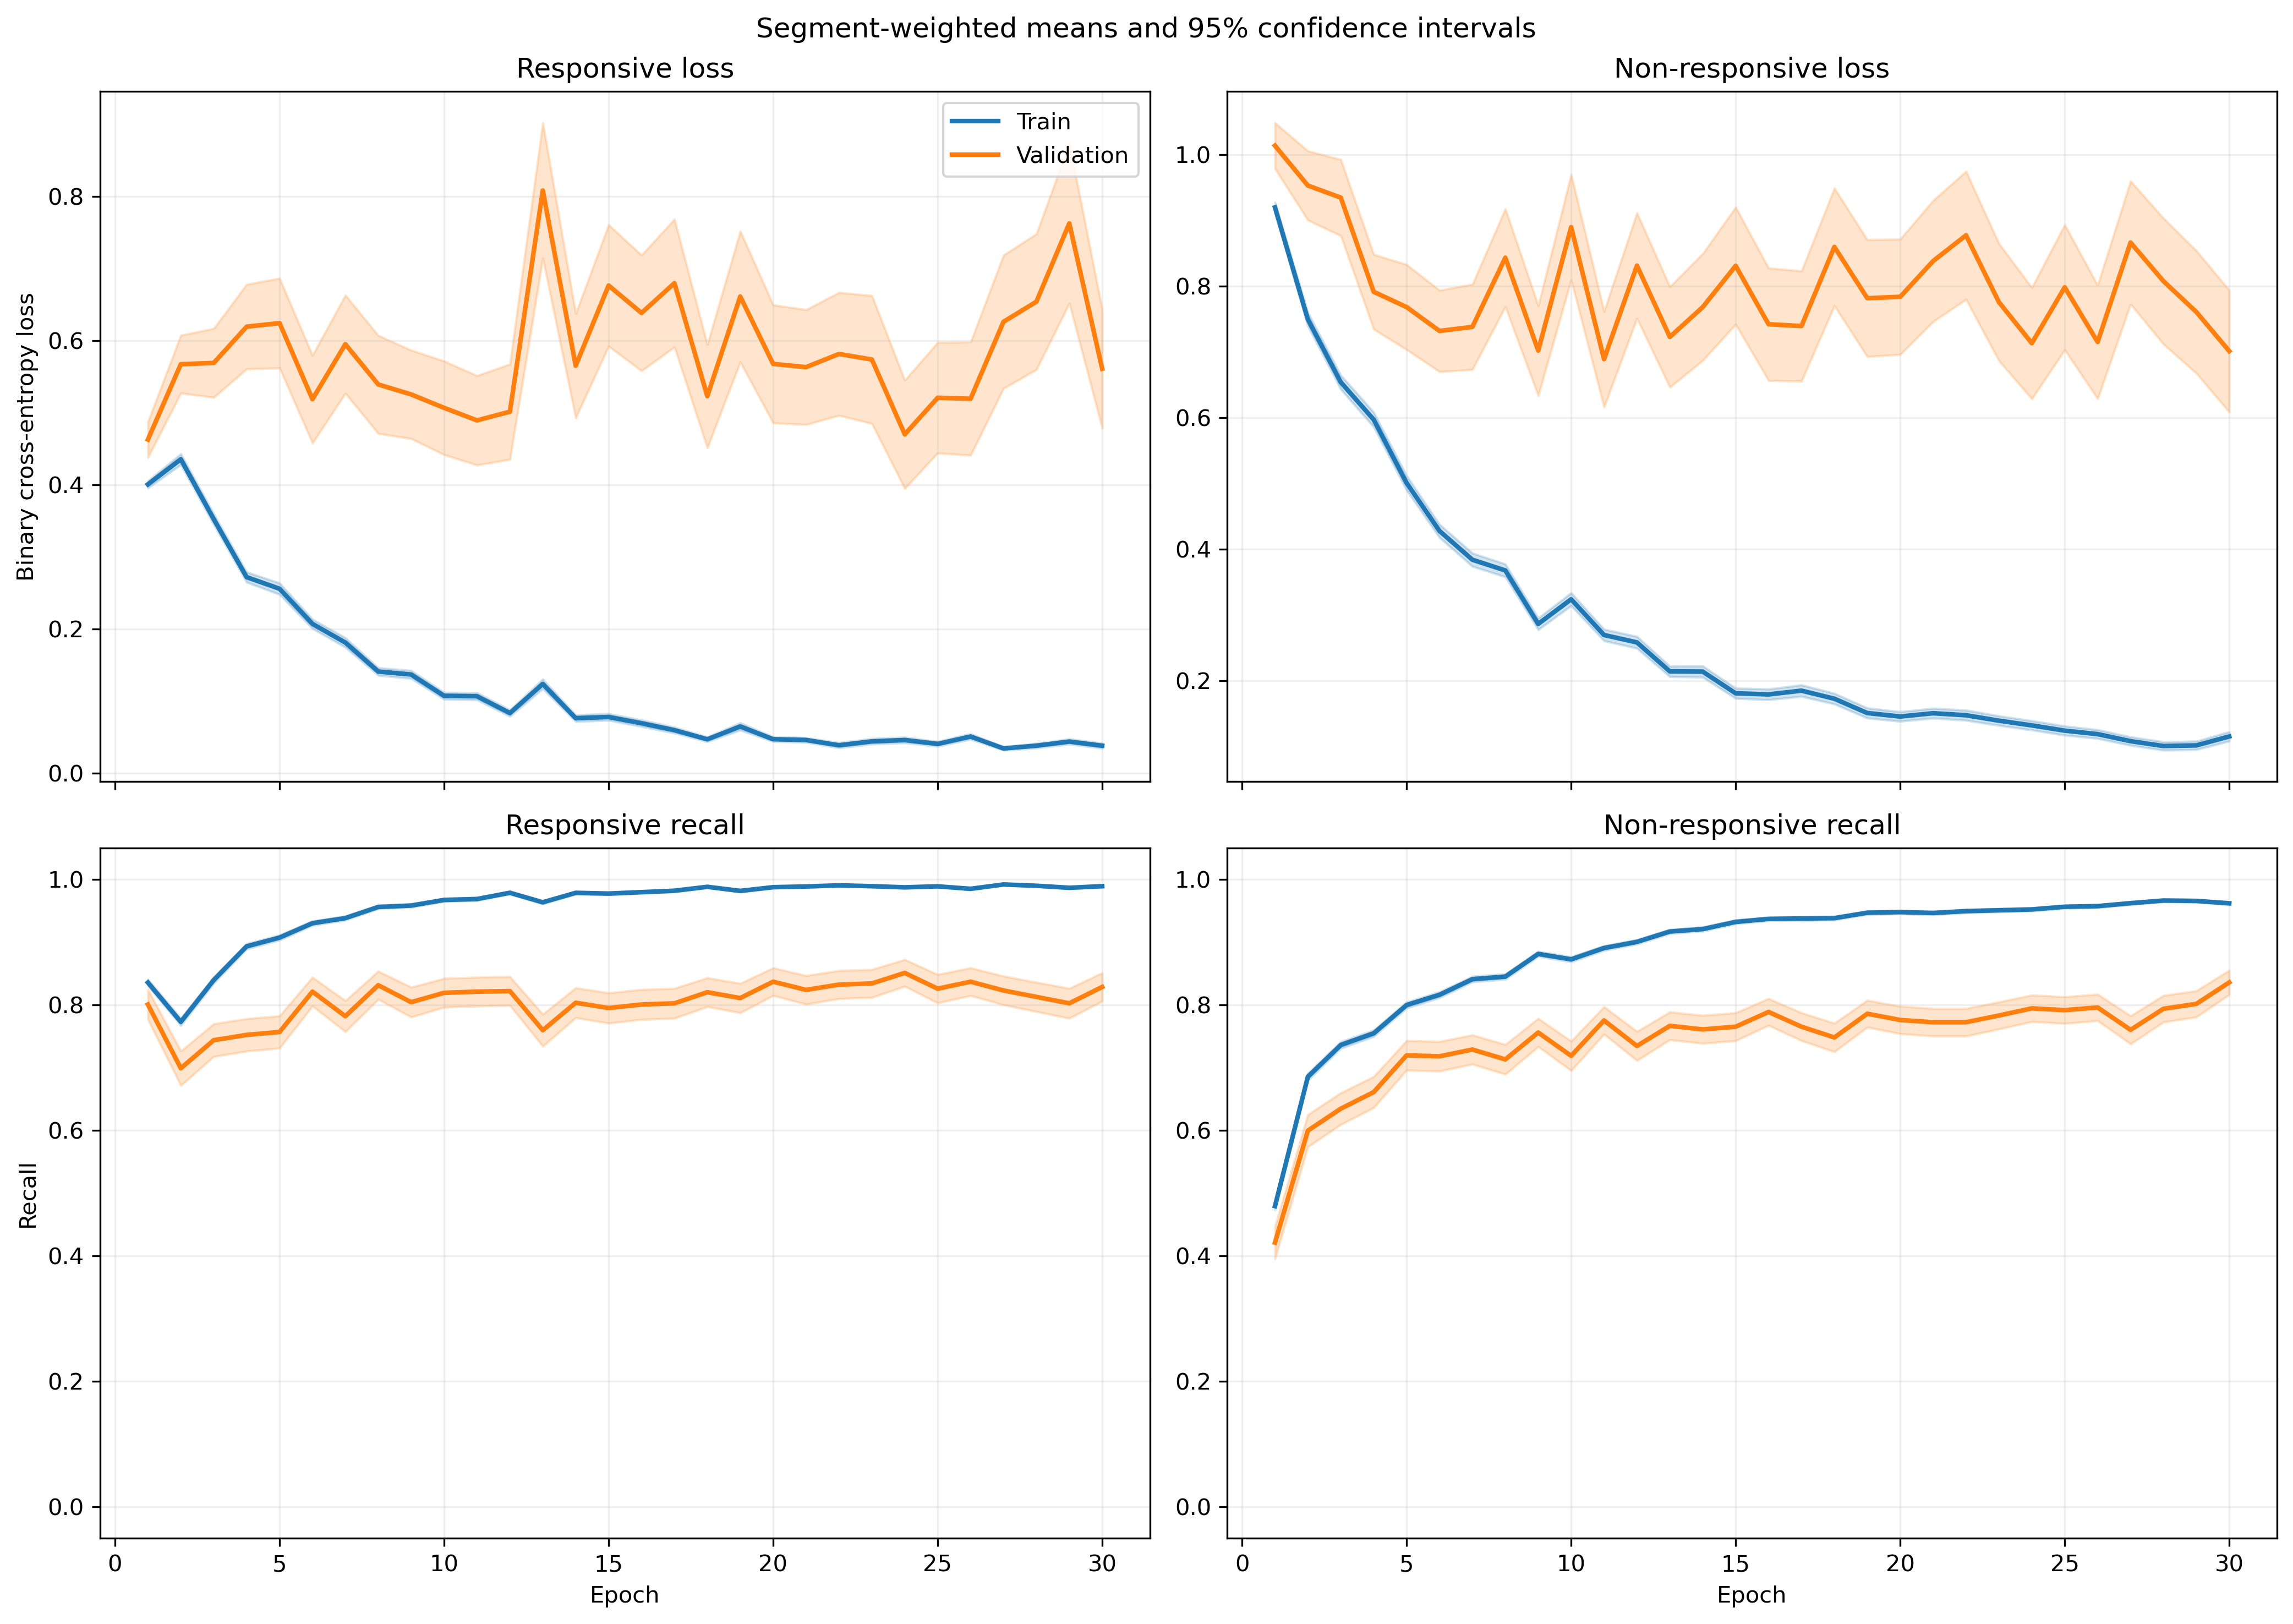 Segment-weighted means and 95% confidence intervals
Responsive loss
Non-responsive loss
Train
Validation
Binary cross-entropy loss
0.8
0.6
0.4
0.2
0.0
1.0
0.8
0.6
0.4
0.2
Responsive recall
Non-responsive recall
Recall
1.0
0.8
0.6
0.4
0.2
0.0
1.0
0.8
0.6
0.4
0.2
0.0
0 5 10 15 20 25 30
0 5 10 15 20 25 30
Epoch
Epoch